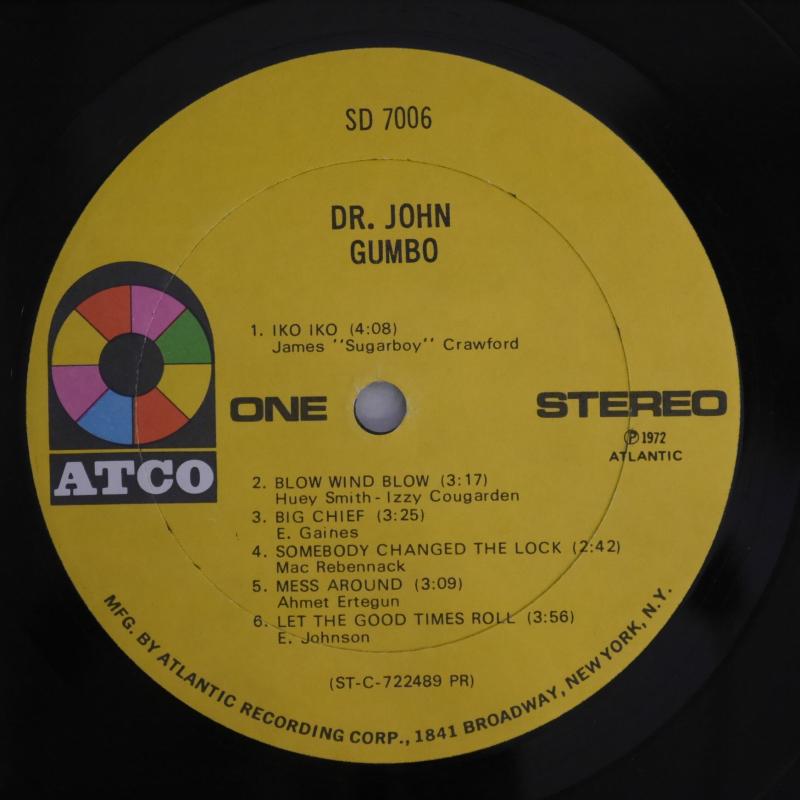 SD 7006
DR. JOHN
GUMBO
1. IKO IKO (4:08)
James "Sugarboy" Crawford
ONE
STEREO
Ⓟ 1972
ATLANTIC
ATCO
2. BLOW WIND BLOW (3:17)
Huey Smith - Izzy Cougarden
3. BIG CHIEF (3:25)
E. Gaines
4. SOMEBODY CHANGED THE LOCK (2:42)
Mac Rebennack
5. MESS AROUND (3:09)
Ahmet Ertegun
6. LET THE GOOD TIMES ROLL (3:56)
E. Johnson
(ST-C-722489 PR)
MFG. BY ATLANTIC RECORDING CORP., 1841 BROADWAY, NEW YORK, N.Y.